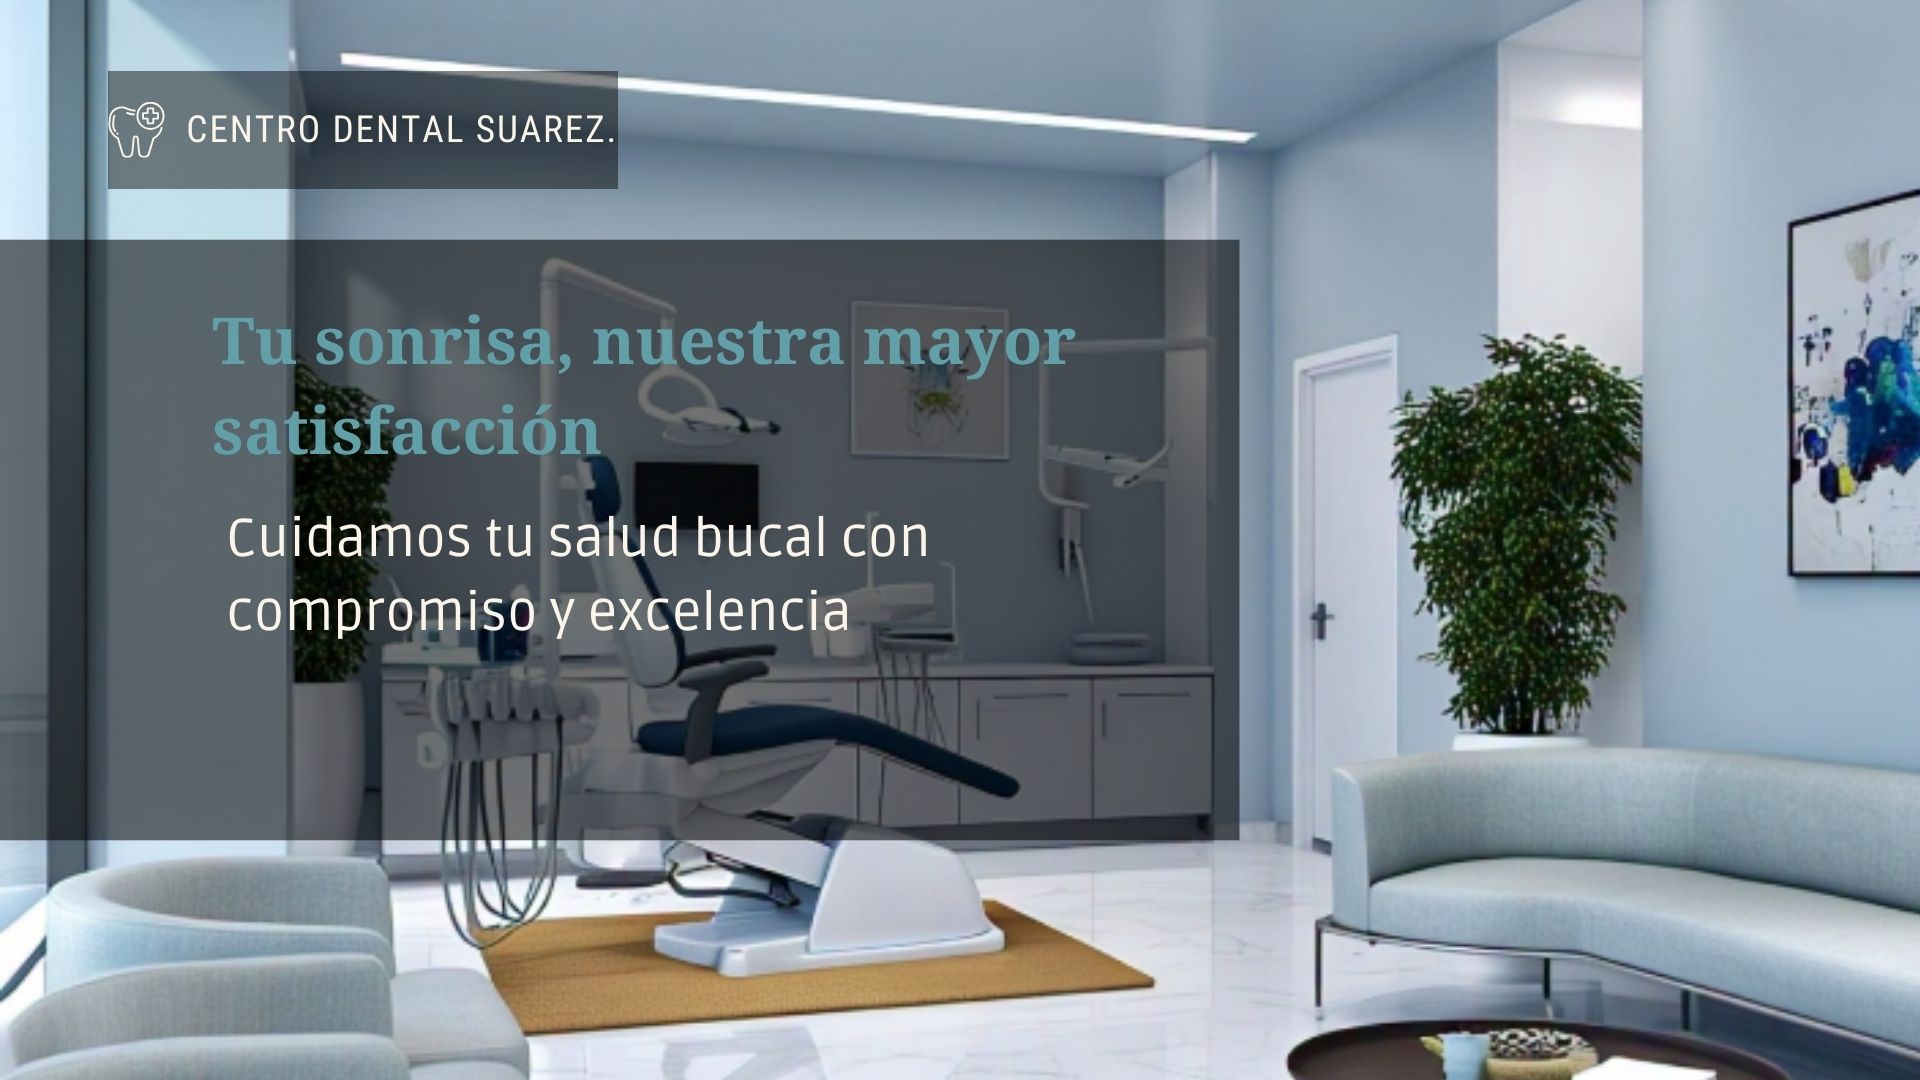 CENTRO DENTAL SUAREZ.
Tu sonrisa, nuestra mayor
satisfacción
Cuidamos tu salud bucal con
compromiso y excelencia